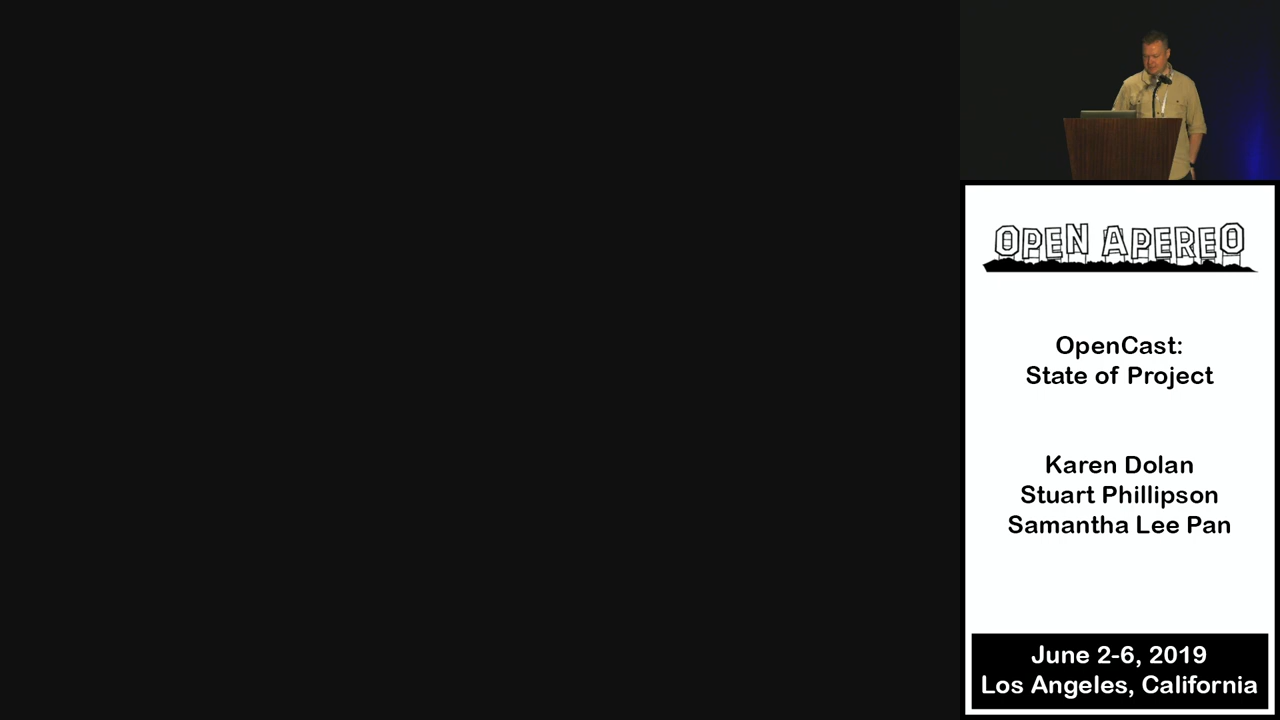 OPEN APEREO
OpenCast:
State of Project
Karen Dolan
Stuart Phillipson
Samantha Lee Pan
June 2-6, 2019
Los Angeles, California